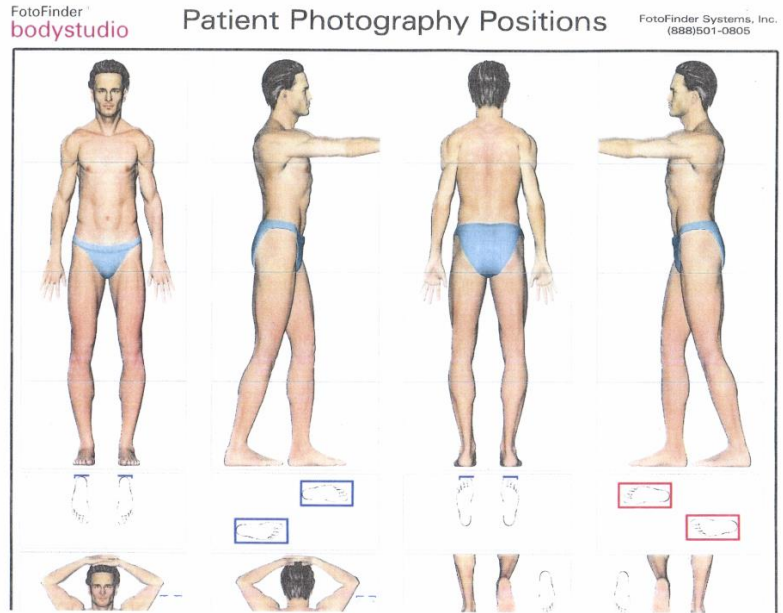 FotoFinder
bodystudio
Patient Photography Positions
FotoFinder Systems, Inc.
(888)501-0805